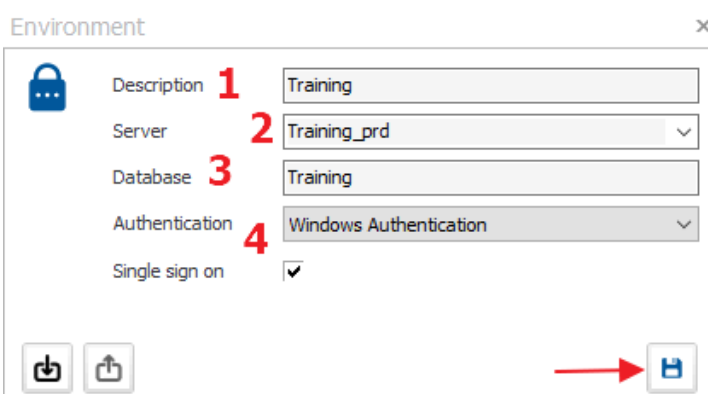 Environment
Description 1 Training
Server 2 Training_prd
Database 3 Training
Authentication 4 Windows Authentication
Single sign on